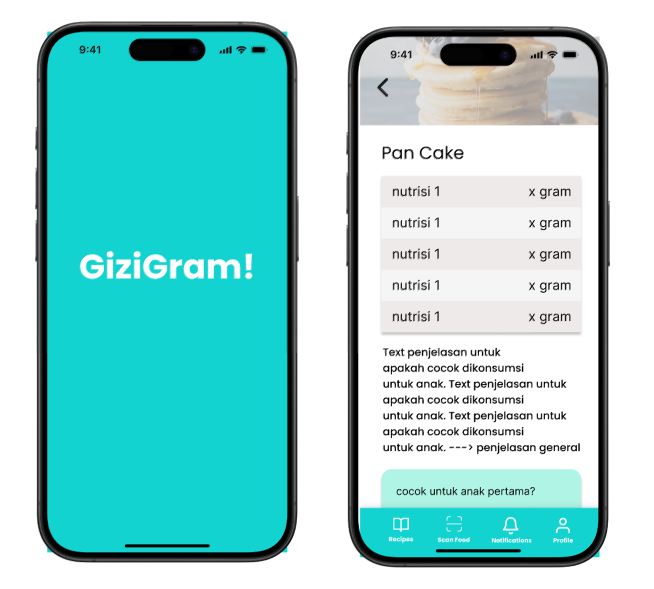 9:41
GiziGram!
9:41
Pan Cake
nutrisi 1 x gram
nutrisi 1 x gram
nutrisi 1 x gram
nutrisi 1 x gram
nutrisi 1 x gram
Text penjelasan untuk
apakah cocok dikonsumsi
untuk anak. Text penjelasan untuk
apakah cocok dikonsumsi
untuk anak. Text penjelasan untuk
apakah cocok dikonsumsi
untuk anak. ---> penjelasan general
cocok untuk anak pertama?
Recipes Scan Food Notifications Profile